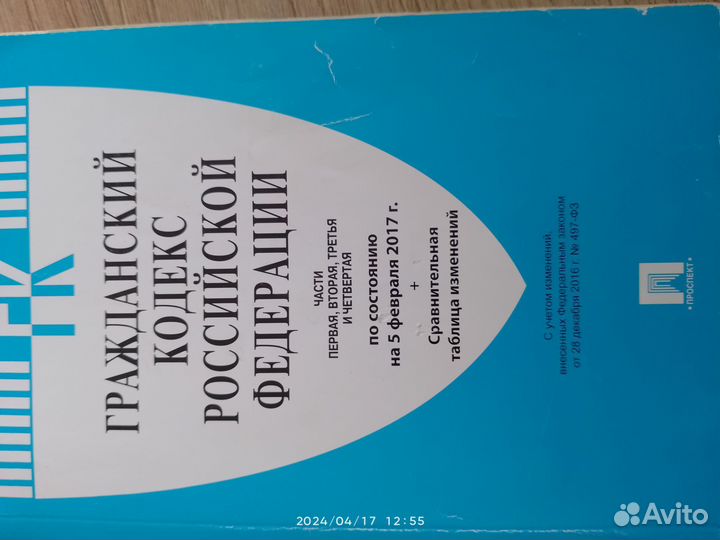 ГК РФ
ГРАЖДАНСКИЙ
КОДЕКС
РОССИЙСКОЙ
ФЕДЕРАЦИИ
ЧАСТИ
ПЕРВАЯ, ВТОРАЯ, ТРЕТЬЯ
И ЧЕТВЕРТАЯ
по состоянию
на 5 февраля 2017 г.
+
Сравнительная
таблица изменений
С учетом изменений,
внесенных Федеральным законом
от 28 декабря 2016 г. № 497-ФЗ
• ПРОСПЕКТ •
2024/04/17 12:55
Avito